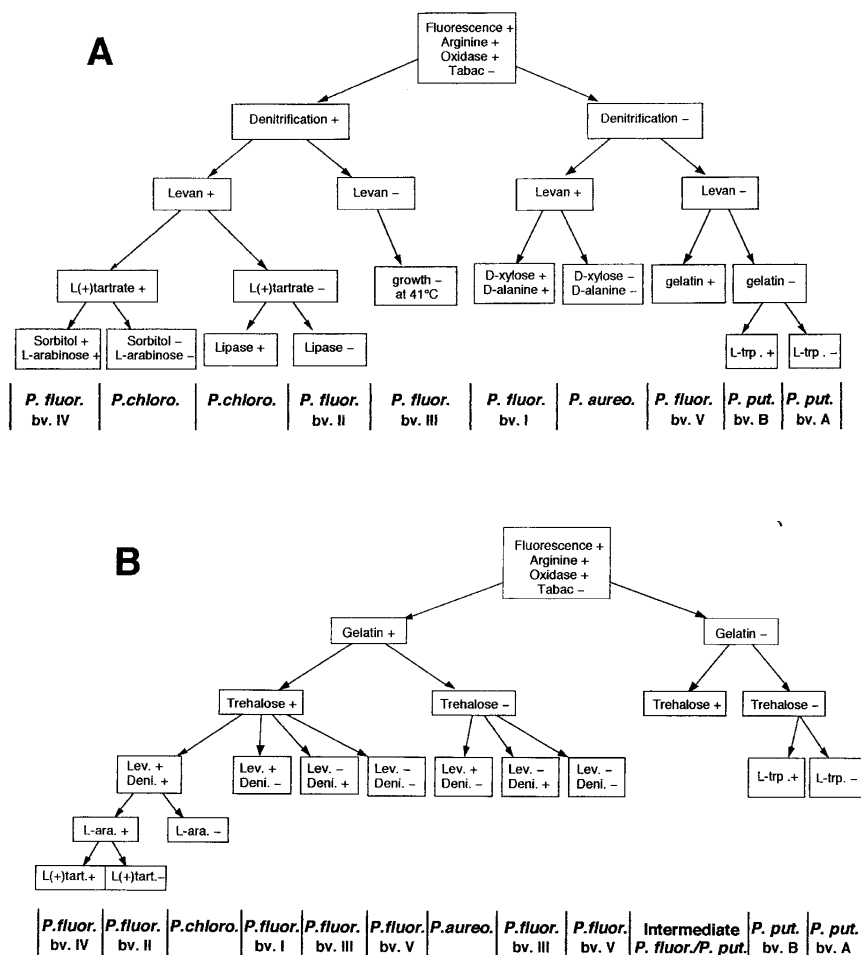 A
Fluorescence +
Arginine +
Oxidase +
Tabac −
Denitrification +
Denitrification −
Levan +
Levan −
Levan +
Levan −
L(+)tartrate +
L(+)tartrate −
growth −
at 41°C
D-xylose +
D-alanine +
D-xylose −
D-alanine −
gelatin +
gelatin −
Sorbitol +
L-arabinose +
Sorbitol −
L-arabinose −
Lipase +
Lipase −
L-trp . +
L-trp. −
P. fluor.
bv. IV
P.chloro.
P.chloro.
P. fluor.
bv. II
P. fluor.
bv. III
P. fluor.
bv. I
P. aureo.
P. fluor.
bv. V
P. put.
bv. B
P. put.
bv. A
B
Fluorescence +
Arginine +
Oxidase +
Tabac −
Gelatin +
Gelatin −
Trehalose +
Trehalose −
Trehalose +
Trehalose −
Lev. +
Deni. +
Lev. +
Deni. −
Lev. −
Deni. +
Lev. −
Deni. −
Lev. +
Deni. −
Lev. −
Deni. +
Lev. −
Deni. −
L-trp .+
L-trp. −
L-ara. +
L-ara. −
L(+)tart.+
L(+)tart.−
P.fluor.
bv. IV
P.fluor.
bv. II
P.chloro.
P.fluor.
bv. I
P.fluor.
bv. III
P.fluor.
bv. V
P.aureo.
P.fluor.
bv. III
P.fluor.
bv. V
Intermediate
P. fluor./P. put.
P. put.
bv. B
P. put.
bv. A